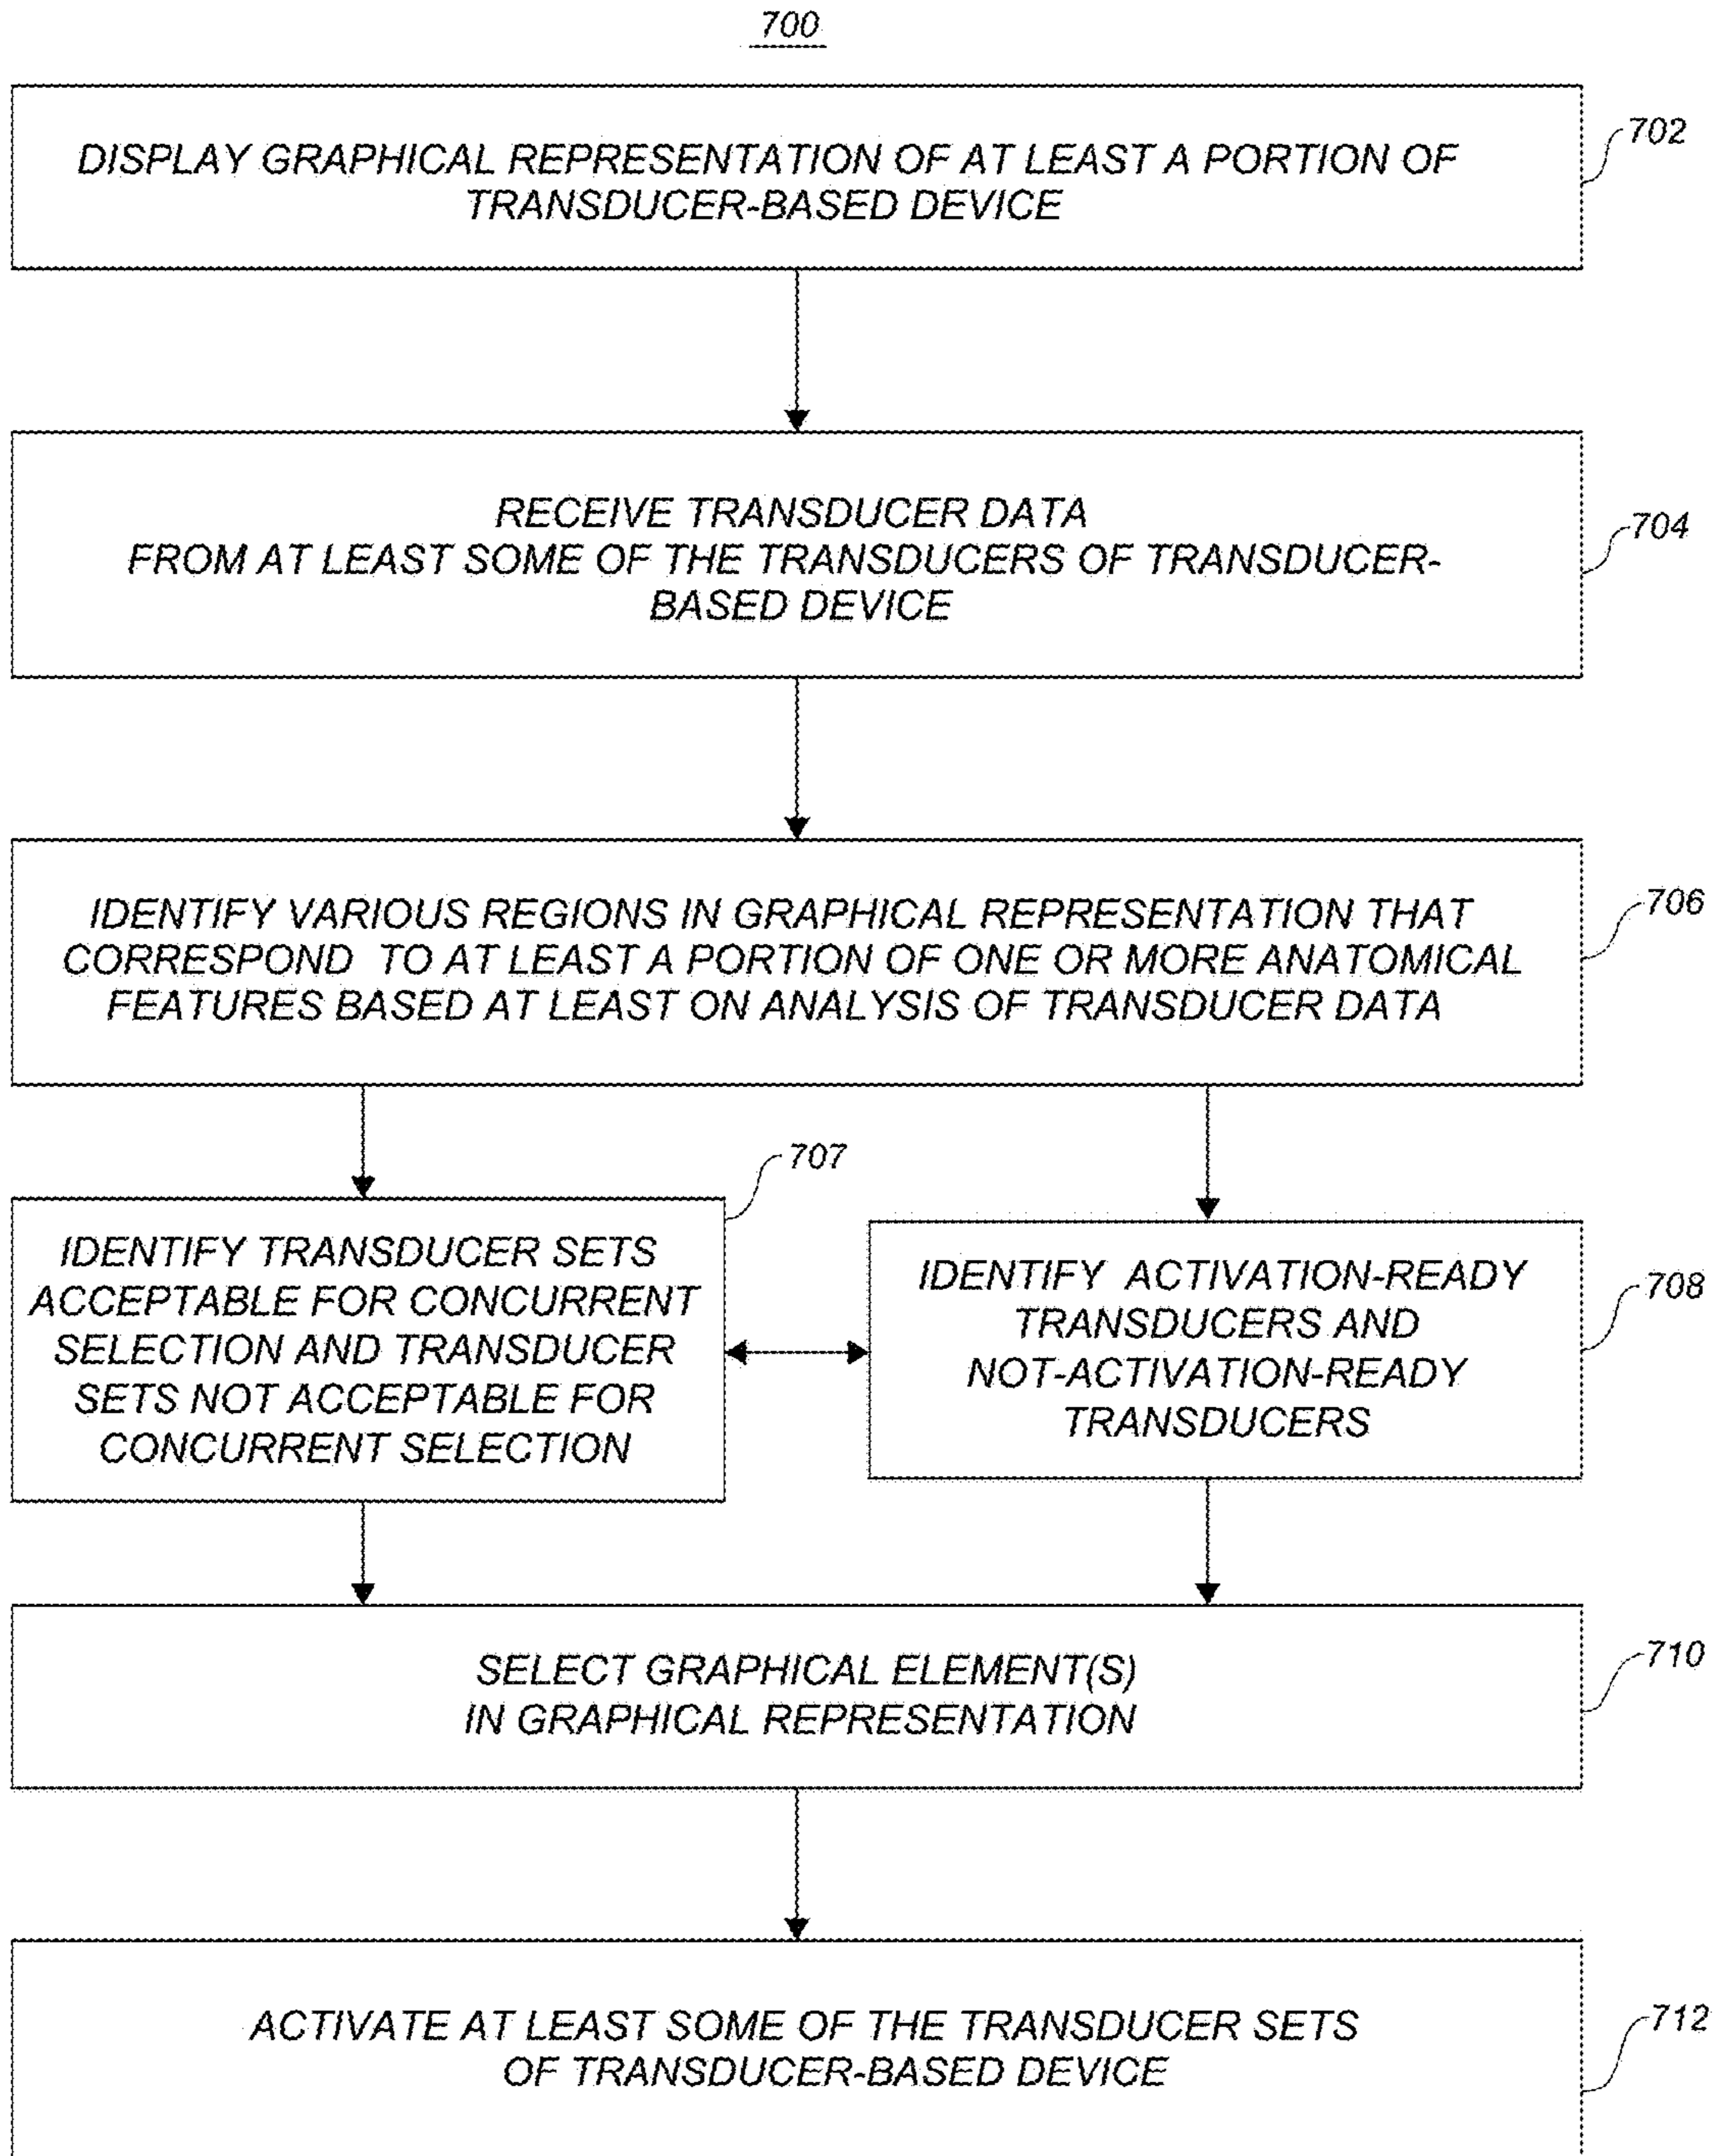 700
DISPLAY GRAPHICAL REPRESENTATION OF AT LEAST A PORTION OF
TRANSDUCER-BASED DEVICE
702
RECEIVE TRANSDUCER DATA
FROM AT LEAST SOME OF THE TRANSDUCERS OF TRANSDUCER-
BASED DEVICE
704
IDENTIFY VARIOUS REGIONS IN GRAPHICAL REPRESENTATION THAT
CORRESPOND TO AT LEAST A PORTION OF ONE OR MORE ANATOMICAL
FEATURES BASED AT LEAST ON ANALYSIS OF TRANSDUCER DATA
706
707
IDENTIFY TRANSDUCER SETS
ACCEPTABLE FOR CONCURRENT
SELECTION AND TRANSDUCER
SETS NOT ACCEPTABLE FOR
CONCURRENT SELECTION
IDENTIFY ACTIVATION-READY
TRANSDUCERS AND
NOT-ACTIVATION-READY
TRANSDUCERS
708
SELECT GRAPHICAL ELEMENT(S)
IN GRAPHICAL REPRESENTATION
710
ACTIVATE AT LEAST SOME OF THE TRANSDUCER SETS
OF TRANSDUCER-BASED DEVICE
712